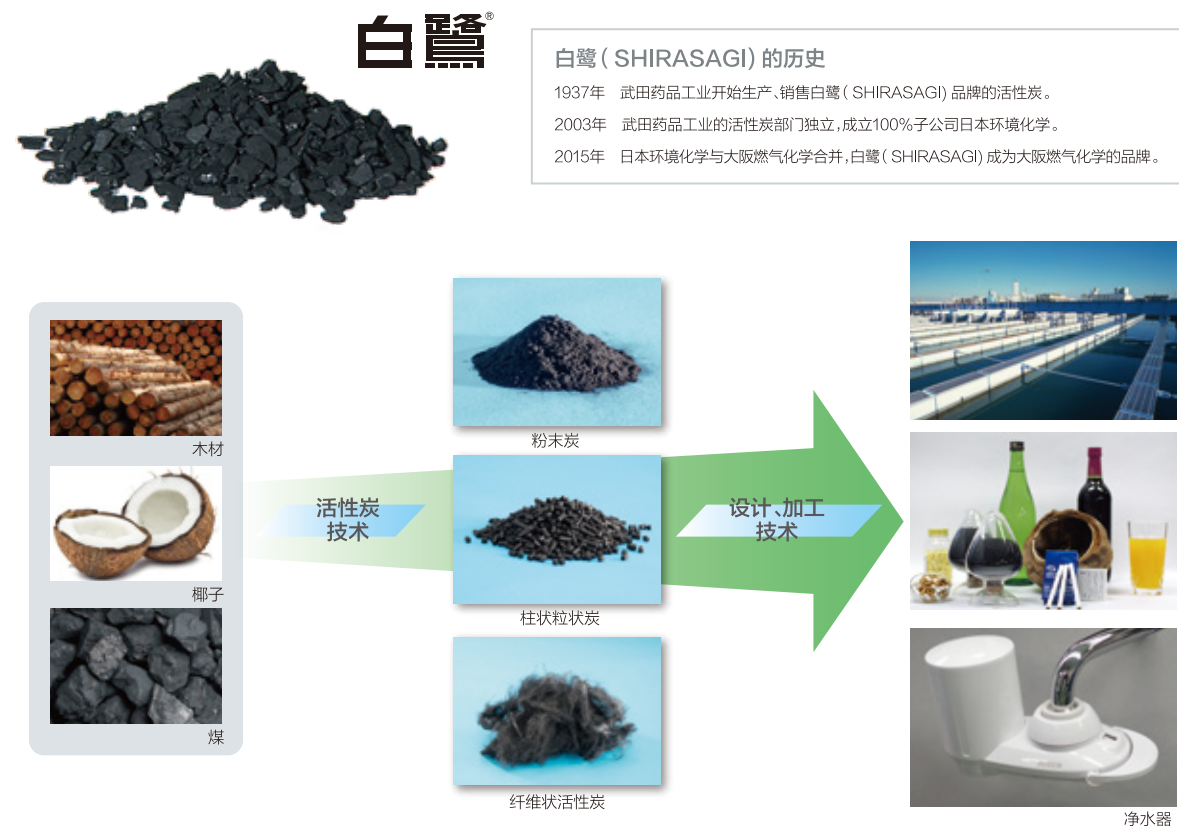 白鷺®
白鹭（SHIRASAGI）的历史
1937年 武田药品工业开始生产、销售白鹭（SHIRASAGI）品牌的活性炭。
2003年 武田药品工业的活性炭部门独立，成立100%子公司日本环境化学。
2015年 日本环境化学与大阪燃气化学合并，白鹭（SHIRASAGI）成为大阪燃气化学的品牌。
木材
椰子
煤
活性炭
技术
粉末炭
柱状粒状炭
纤维状活性炭
设计、加工
技术
净水器